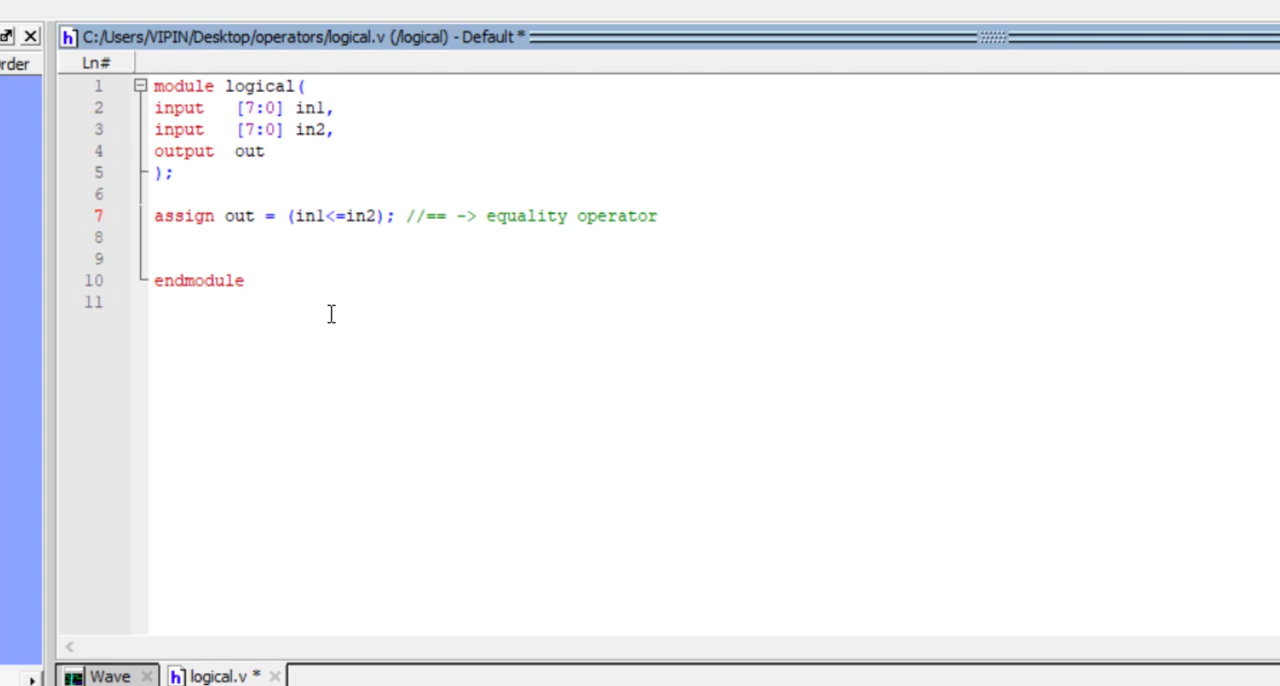 C:/Users/VIPIN/Desktop/operators/logical.v (/logical) - Default *
Ln#
1 module logical(
2 input [7:0] in1,
3 input [7:0] in2,
4 output out
5 );
6
7 assign out = (in1<=in2); //== -> equality operator
8
9
10 endmodule
11
Wave logical.v *